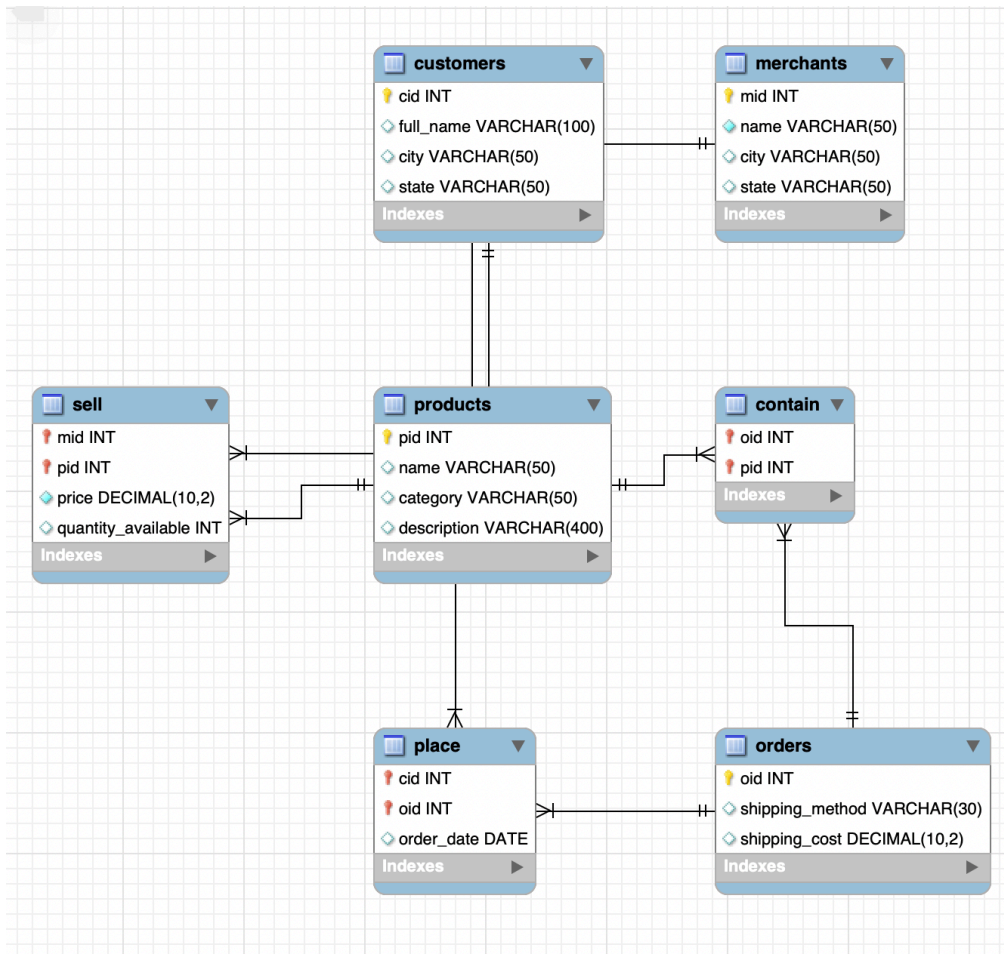 customers
cid INT
full_name VARCHAR(100)
city VARCHAR(50)
state VARCHAR(50)
Indexes
merchants
mid INT
name VARCHAR(50)
city VARCHAR(50)
state VARCHAR(50)
Indexes
sell
mid INT
pid INT
price DECIMAL(10,2)
quantity_available INT
Indexes
products
pid INT
name VARCHAR(50)
category VARCHAR(50)
description VARCHAR(400)
Indexes
contain
oid INT
pid INT
Indexes
place
cid INT
oid INT
order_date DATE
Indexes
orders
oid INT
shipping_method VARCHAR(30)
shipping_cost DECIMAL(10,2)
Indexes